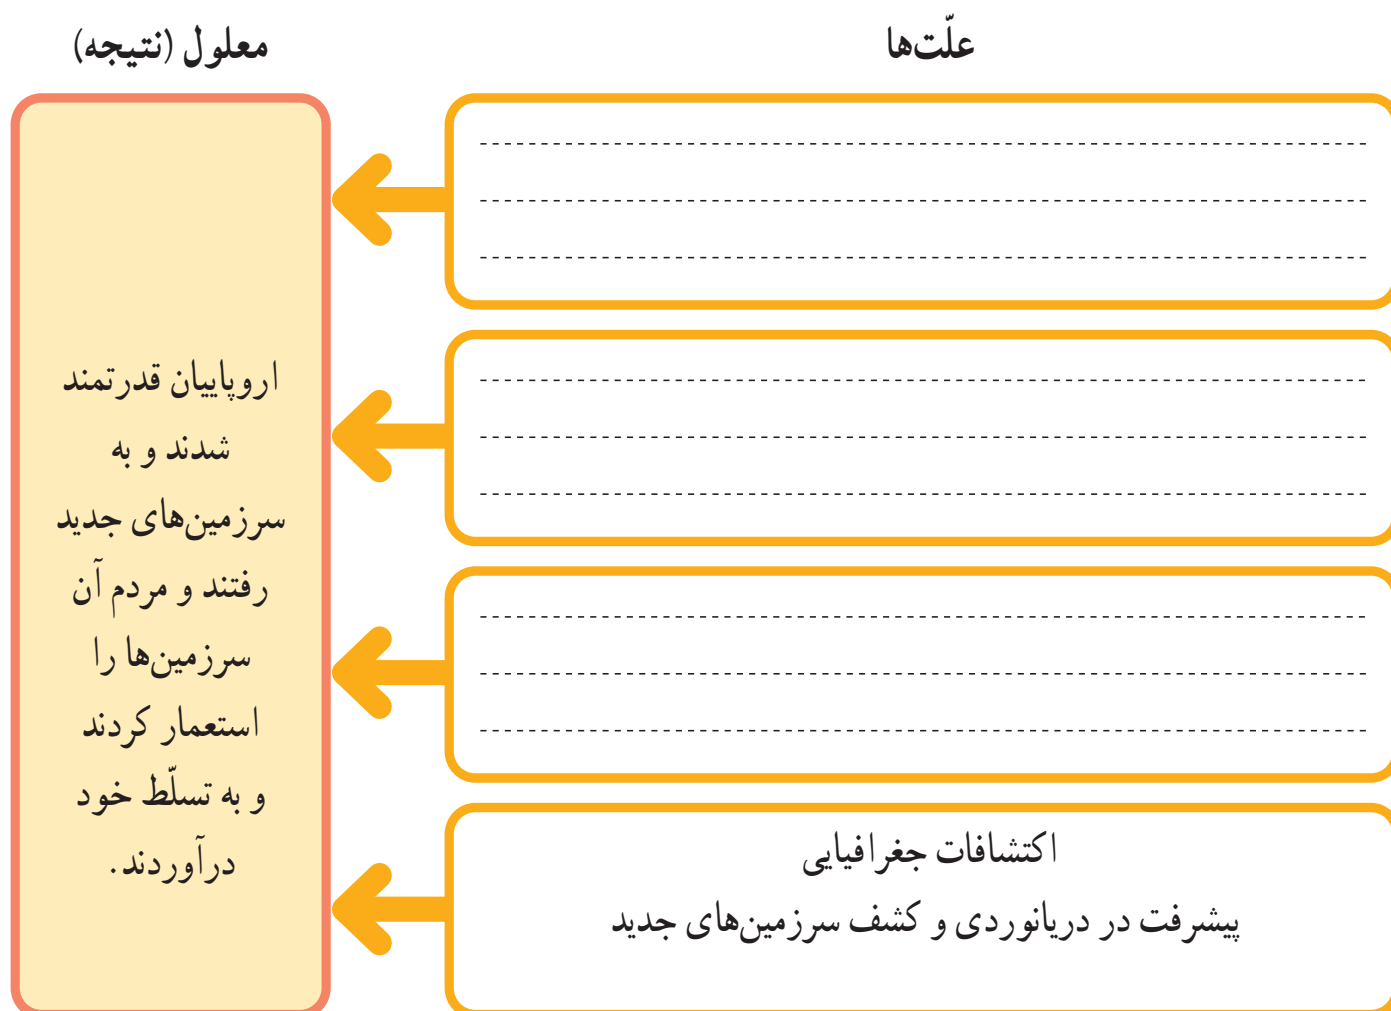 علّت‌ها
معلول (نتیجه)
اکتشافات جغرافیایی
پیشرفت در دریانوردی و کشف سرزمین‌های جدید
اروپاییان قدرتمند
شدند و به
سرزمین‌های جدید
رفتند و مردم آن
سرزمین‌ها را
استعمار کردند
و به تسلّط خود
درآوردند.